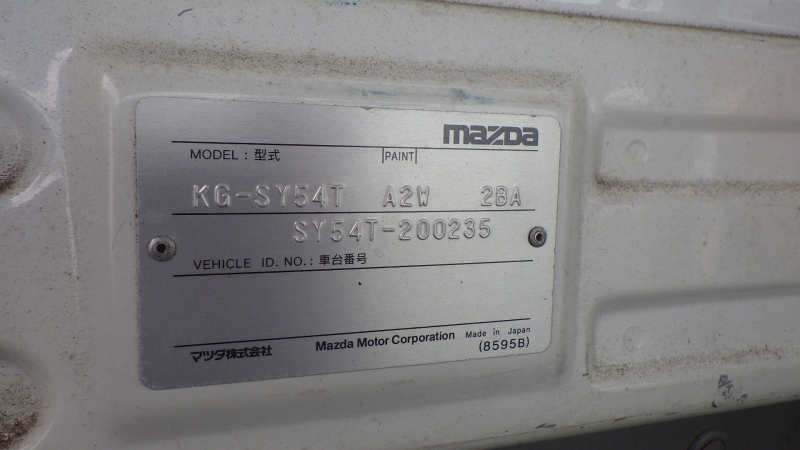 mazda
MODEL : 型式 PAINT
KG-SY54T A2W 2BA
SY54T-200235
VEHICLE ID. NO. : 車台番号
マツダ株式会社 Mazda Motor Corporation Made in Japan
(8595B)